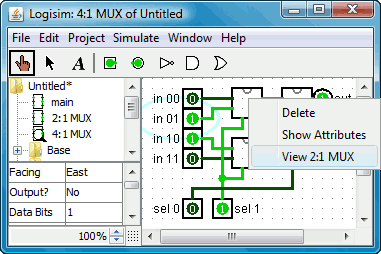 Logisim: 4:1 MUX of Untitled
File Edit Project Simulate Window Help
A
Untitled*
main
2:1 MUX
4:1 MUX
Base
Facing East
Output? No
Data Bits 1
100%
in 00 0
in 01 1
in 10 1
in 11 0
sel 0 0
1 sel 1
Delete
Show Attributes
View 2:1 MUX